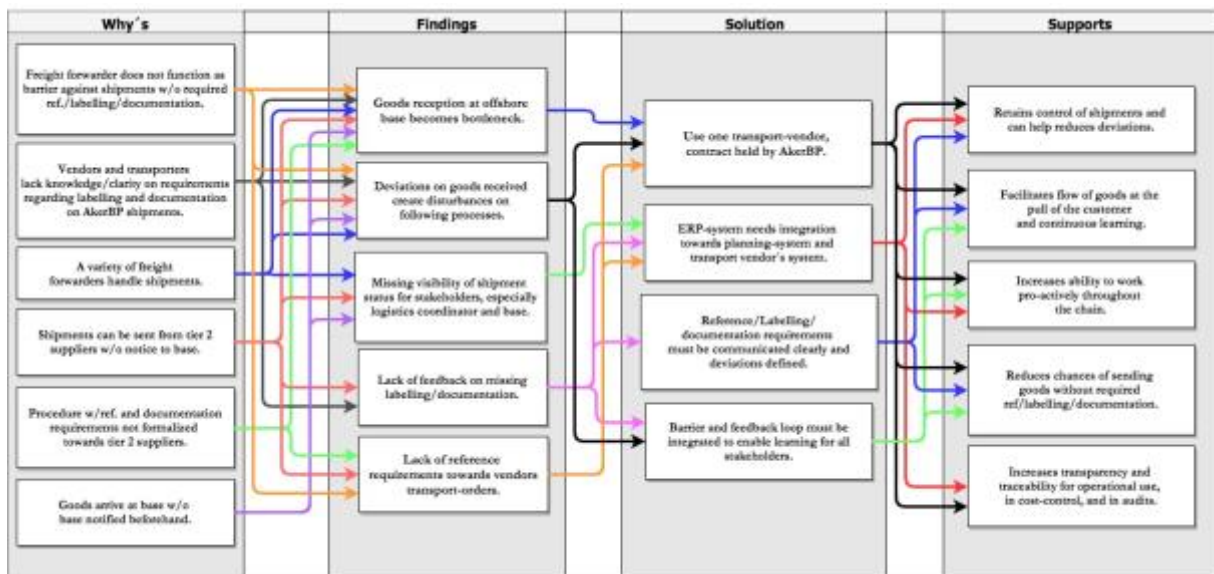 Why´s
Findings
Solution
Supports
Freight forwarder does not function as
barrier against shipments w/o required
ref./labelling/documentation.
Vendors and transporters
lack knowledge/clarity on requirements
regarding labelling and documentation
on AkerBP shipments.
A variety of freight
forwarders handle shipments.
Shipments can be sent from tier 2
suppliers w/o notice to base.
Procedure w/ref. and documentation
requirements not formalized
towards tier 2 suppliers.
Goods arrive at base w/o
base notified beforehand.
Goods reception at offshore
base becomes bottleneck.
Deviations on goods received
create disturbances on
following processes.
Missing visibility of shipment
status for stakeholders, especially
logistics coordinator and base.
Lack of feedback on missing
labelling/documentation.
Lack of reference
requirements towards vendors
transport-orders.
Use one transport-vendor,
contract held by AkerBP.
ERP-system needs integration
towards planning-system and
transport vendor's system.
Reference/Labelling/
documentation requirements
must be communicated clearly and
deviations defined.
Barrier and feedback loop must be
integrated to enable learning for all
stakeholders.
Retains control of shipments and
can help reduces deviations.
Facilitates flow of goods at the
pull of the customer
and continuous learning.
Increases ability to work
pro-actively throughout
the chain.
Reduces chances of sending
goods without required
ref/labelling/documentation.
Increases transparency and
traceability for operational use,
in cost-control, and in audits.